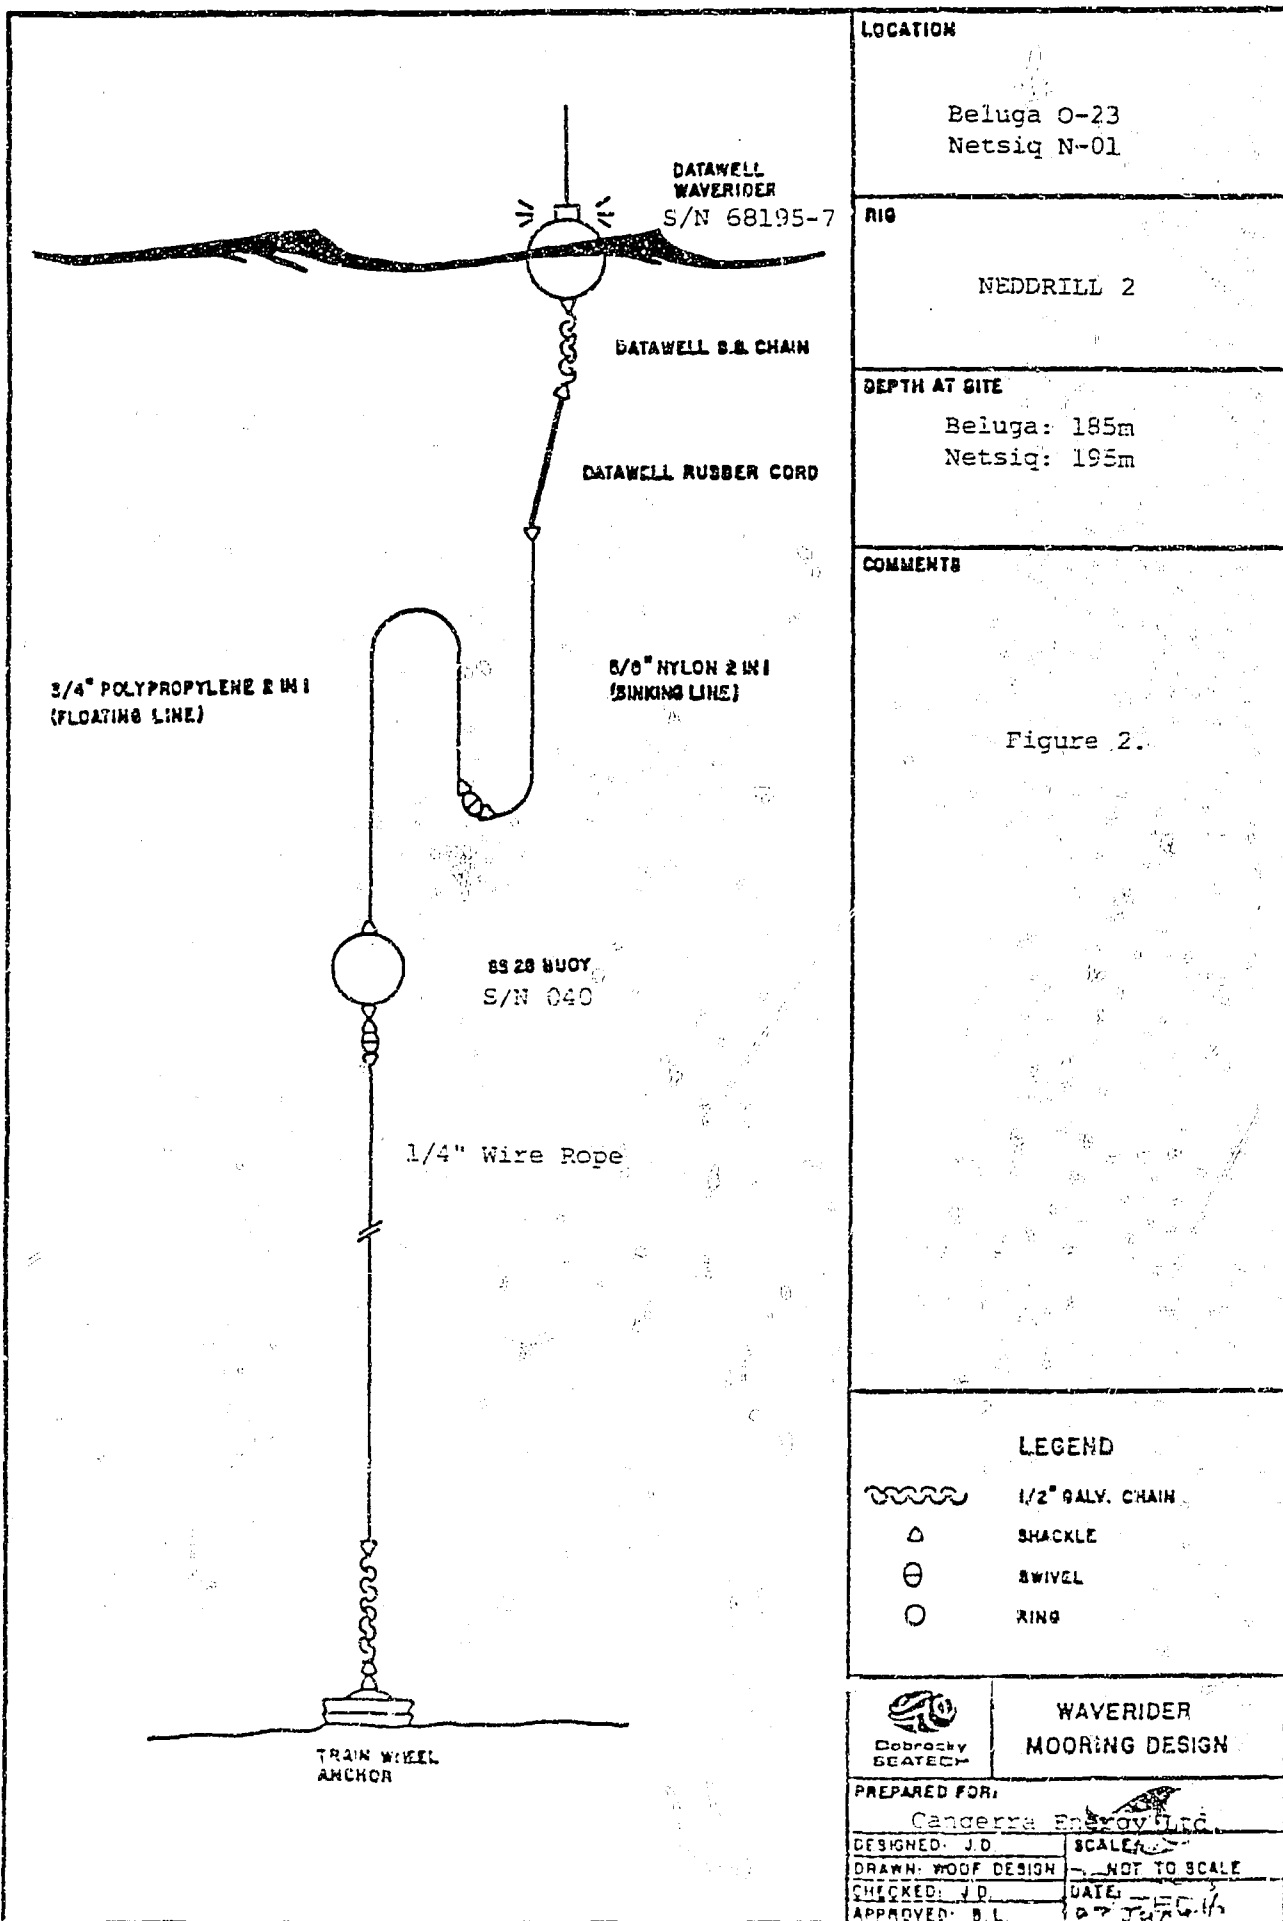 LOCATION
Beluga O-23
Netsiq N-01
DATAWELL
WAVERIDER
S/N 68195-7
RIG
NEDDRILL 2
DATAWELL S.B. CHAIN
DEPTH AT SITE
Beluga: 185m
Netsiq: 195m
DATAWELL RUBBER CORD
COMMENTS
3/4" POLYPROPYLENE 2 IN 1
(FLOATING LINE)
5/8" NYLON 2 IN 1
(SINKING LINE)
Figure 2.
SS 28 BUOY
S/N 040
1/4" Wire Rope
LEGEND
1/2" GALV. CHAIN
SHACKLE
SWIVEL
RING
TRAIN WHEEL
ANCHOR
Dobrocky
SEATECH
WAVERIDER
MOORING DESIGN
PREPARED FOR:
Canterra Energy Ltd.
DESIGNED: J.D.
SCALE:
DRAWN: WOOF DESIGN
NOT TO SCALE
CHECKED: J.D.
DATE:
APPROVED: B.L.